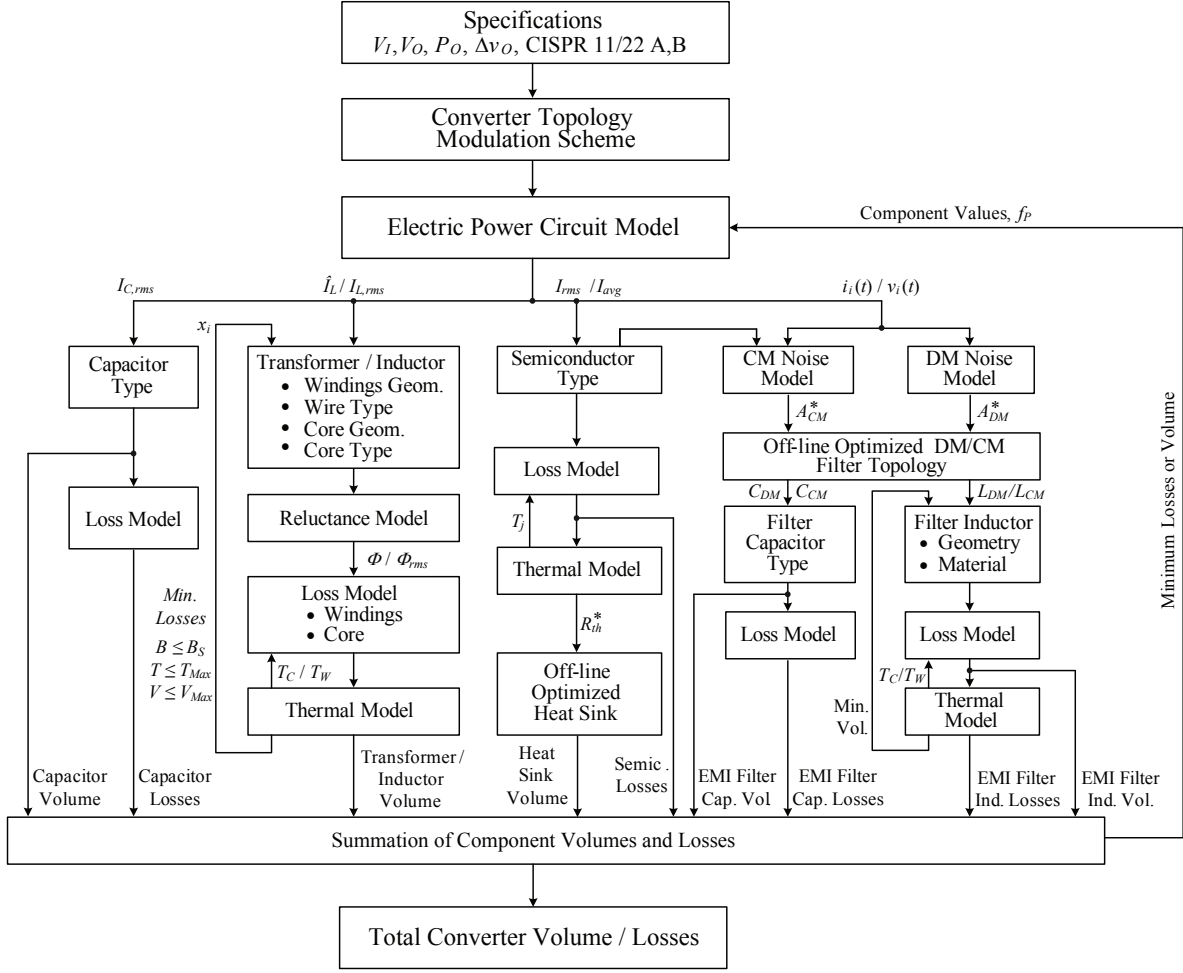 Specifications
V_I, V_O, P_O, Δv_O, CISPR 11/22 A,B
Converter Topology
Modulation Scheme
Electric Power Circuit Model
Component Values, f_P
I_C,rms
Î_L / I_L,rms
I_rms / I_avg
i_i(t) / v_i(t)
x_i
Capacitor
Type
Transformer / Inductor
• Windings Geom.
• Wire Type
• Core Geom.
• Core Type
Semiconductor
Type
CM Noise
Model
DM Noise
Model
A*_CM
A*_DM
Off-line Optimized DM/CM
Filter Topology
Loss Model
Reluctance Model
Loss Model
T_j
Thermal Model
C_DM
C_CM
L_DM/L_CM
Filter
Capacitor
Type
Filter Inductor
• Geometry
• Material
Φ / Φ_rms
Loss Model
• Windings
• Core
Min.
Losses
B ≤ B_S
T ≤ T_Max
V ≤ V_Max
T_C / T_W
Thermal Model
R*_th
Off-line
Optimized
Heat Sink
Loss Model
Loss Model
T_C/T_W
Min.
Vol.
Thermal
Model
Minimum Losses or Volume
Capacitor
Volume
Capacitor
Losses
Transformer/
Inductor
Volume
Heat
Sink
Volume
Semic.
Losses
EMI Filter
Cap. Vol
EMI Filter
Cap. Losses
EMI Filter
Ind. Losses
EMI Filter
Ind. Vol.
Summation of Component Volumes and Losses
Total Converter Volume / Losses